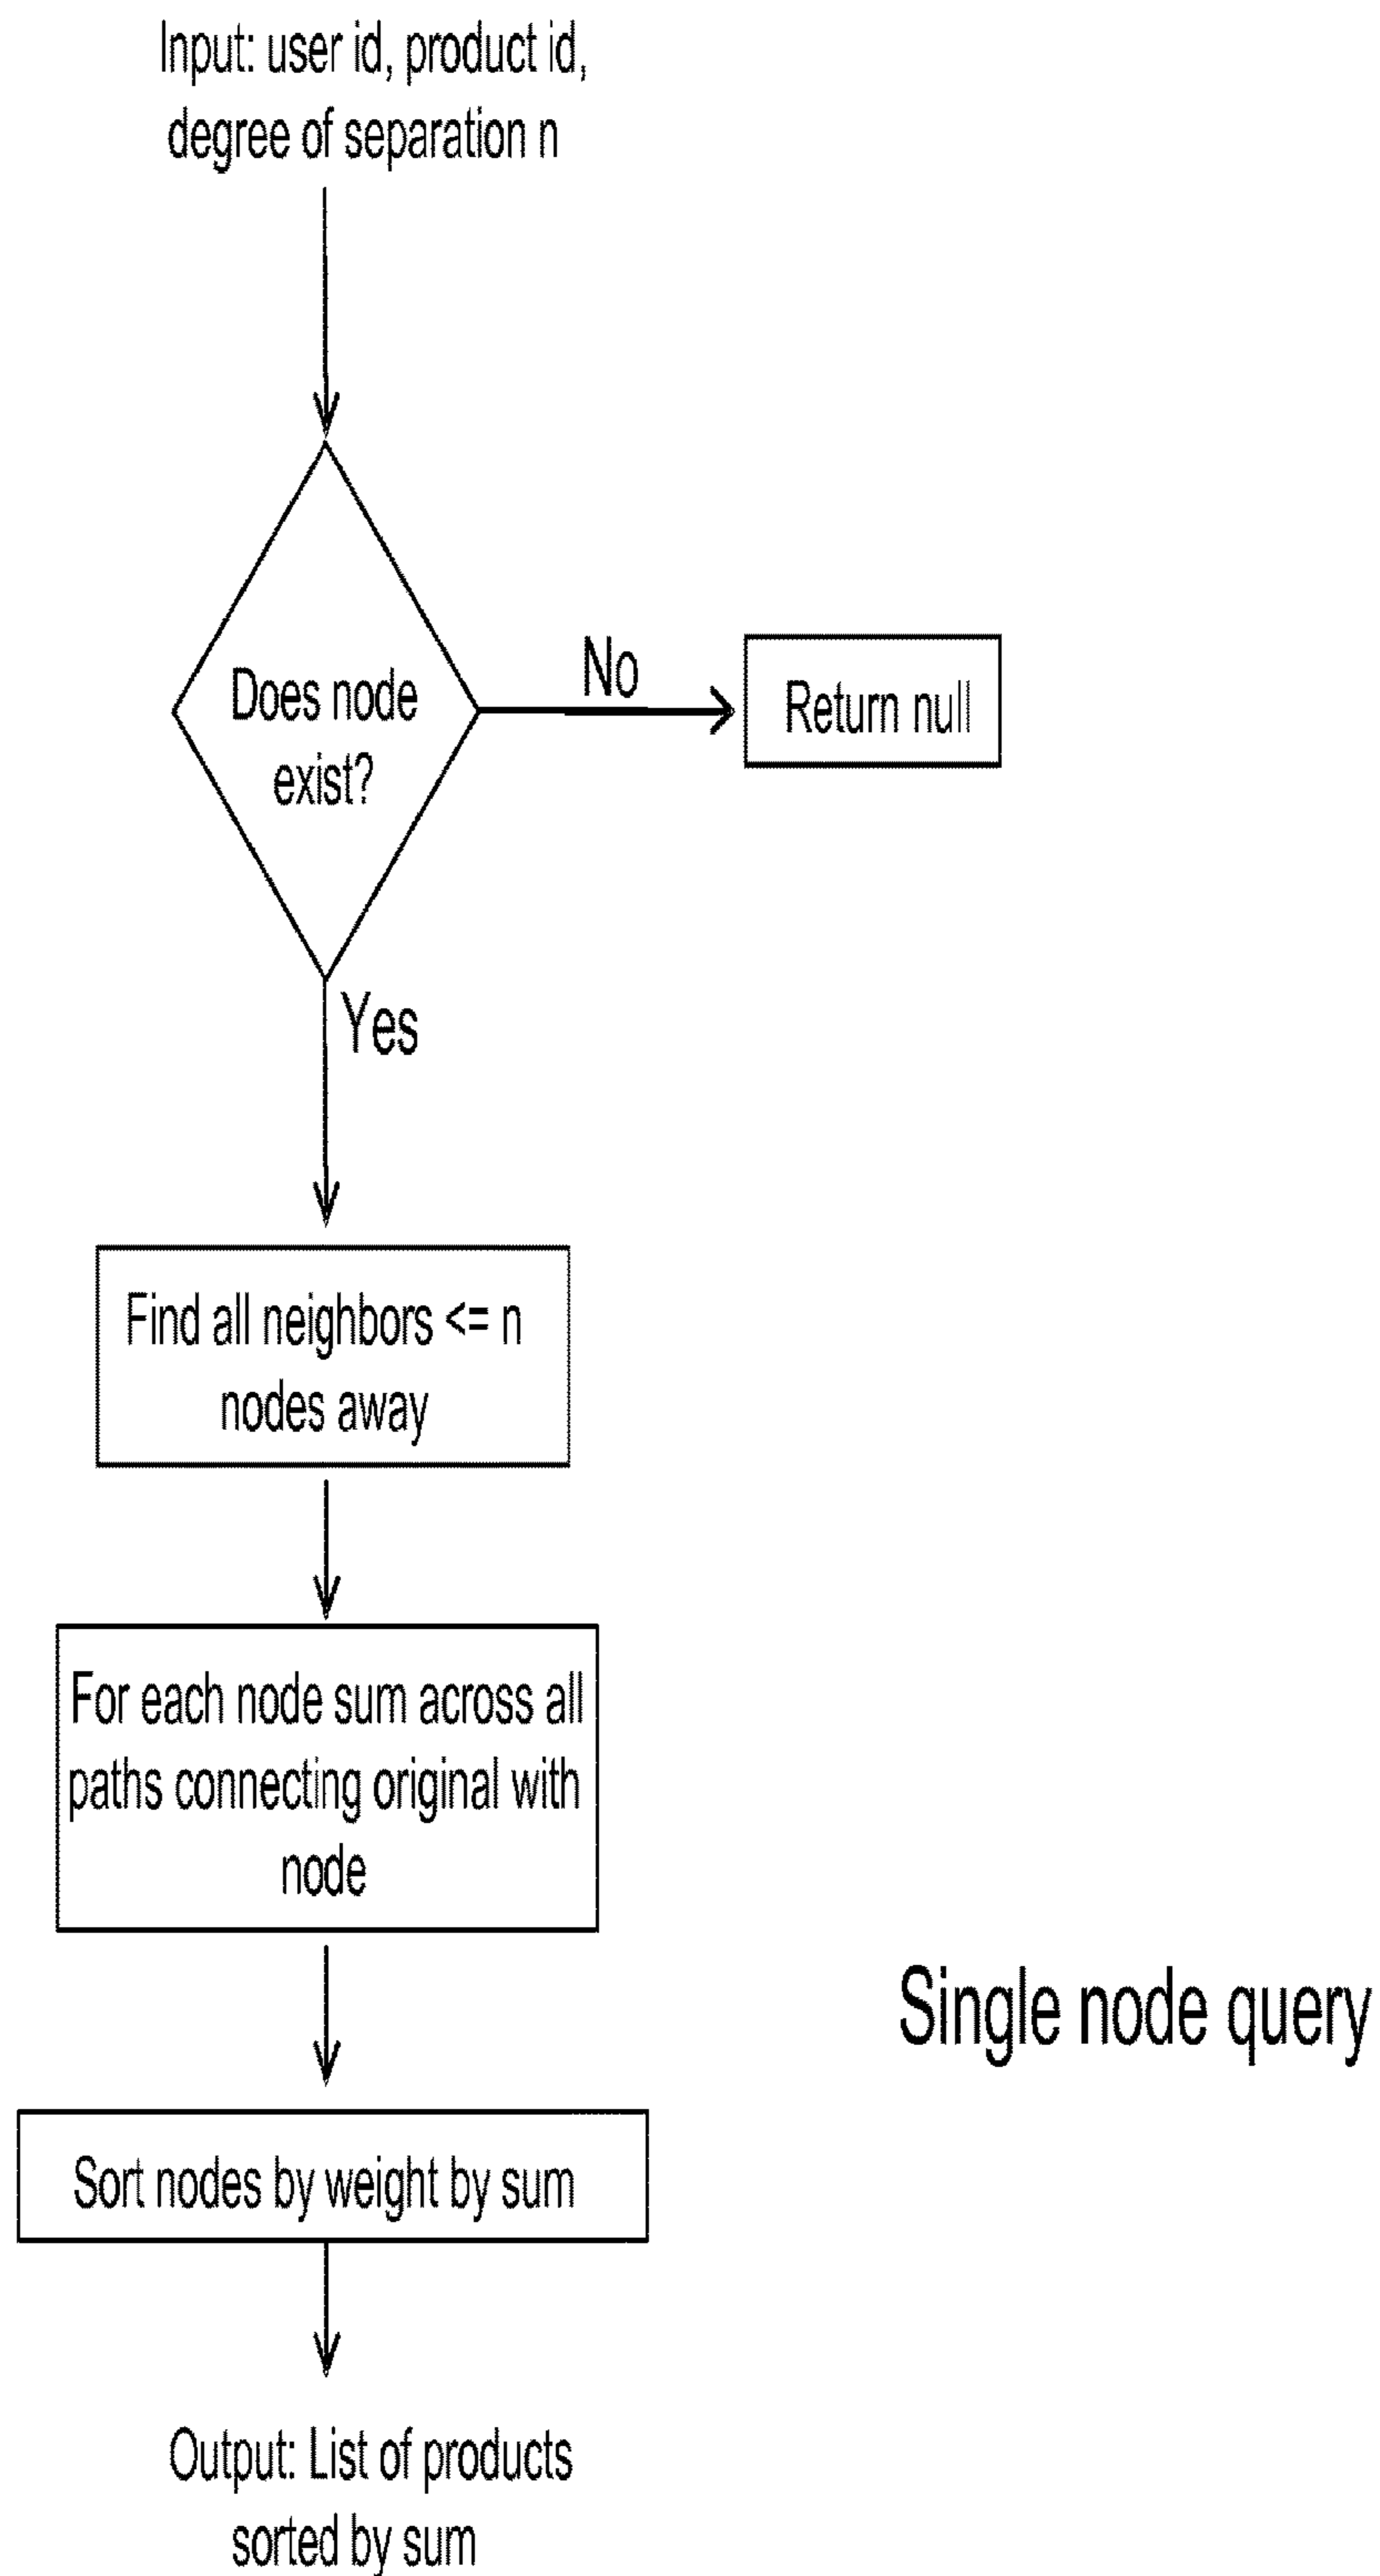 Input: user id, product id,
degree of separation n
Does node
exist?
No
Return null
Yes
Find all neighbors <= n
nodes away
For each node sum across all
paths connecting original with
node
Single node query
Sort nodes by weight by sum
Output: List of products
sorted by sum